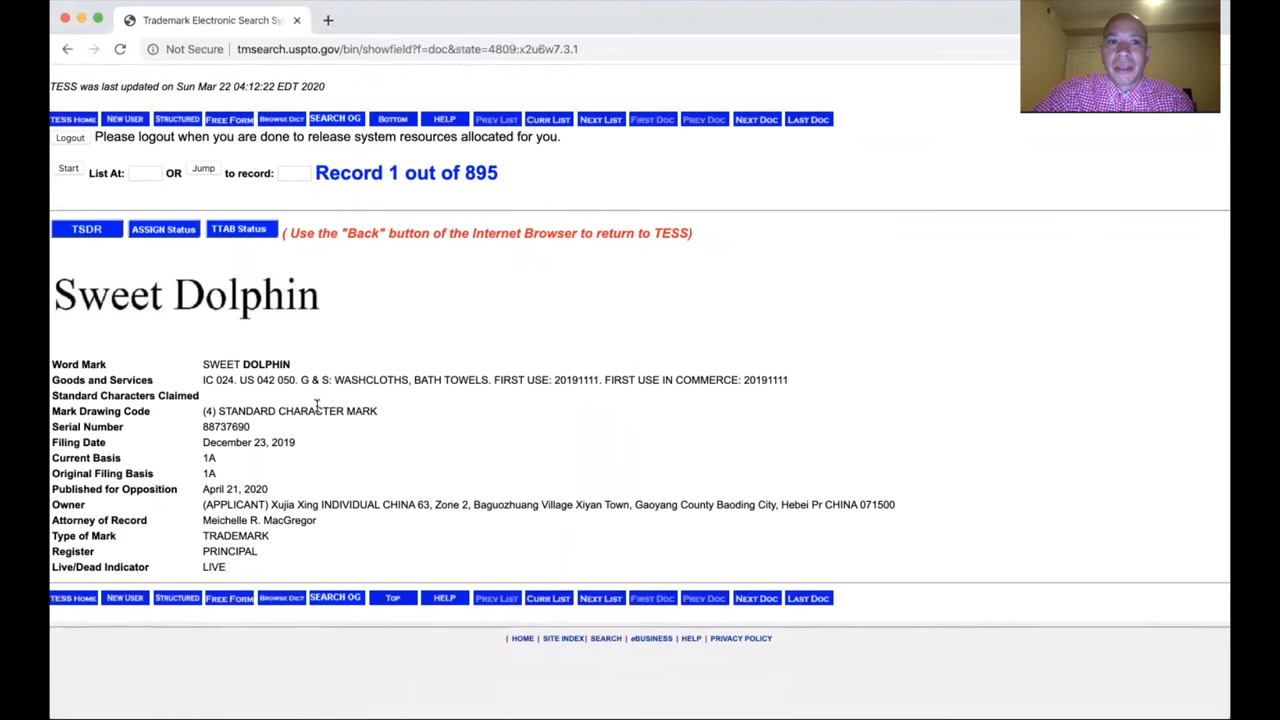 Trademark Electronic Search Sy
Not Secure tmsearch.uspto.gov/bin/showfield?f=doc&state=4809:x2u6w7.3.1
TESS was last updated on Sun Mar 22 04:12:22 EDT 2020
TESS HOME NEW USER STRUCTURED FREE FORM BROWSE DICT SEARCH OG BOTTOM HELP PREV LIST CURR LIST NEXT LIST FIRST DOC PREV DOC NEXT DOC LAST DOC
Logout Please logout when you are done to release system resources allocated for you.
Start List At: OR Jump to record: Record 1 out of 895
TSDR ASSIGN Status TTAB Status ( Use the "Back" button of the Internet Browser to return to TESS)
Sweet Dolphin
Word Mark SWEET DOLPHIN
Goods and Services IC 024. US 042 050. G & S: WASHCLOTHS, BATH TOWELS. FIRST USE: 20191111. FIRST USE IN COMMERCE: 20191111
Standard Characters Claimed
Mark Drawing Code (4) STANDARD CHARACTER MARK
Serial Number 88737690
Filing Date December 23, 2019
Current Basis 1A
Original Filing Basis 1A
Published for Opposition April 21, 2020
Owner (APPLICANT) Xujia Xing INDIVIDUAL CHINA 63, Zone 2, Baguozhuang Village Xiyan Town, Gaoyang County Baoding City, Hebei Pr CHINA 071500
Attorney of Record Meichelle R. MacGregor
Type of Mark TRADEMARK
Register PRINCIPAL
Live/Dead Indicator LIVE
TESS HOME NEW USER STRUCTURED FREE FORM BROWSE DICT SEARCH OG TOP HELP PREV LIST CURR LIST NEXT LIST FIRST DOC PREV DOC NEXT DOC LAST DOC
| HOME | SITE INDEX| SEARCH | eBUSINESS | HELP | PRIVACY POLICY